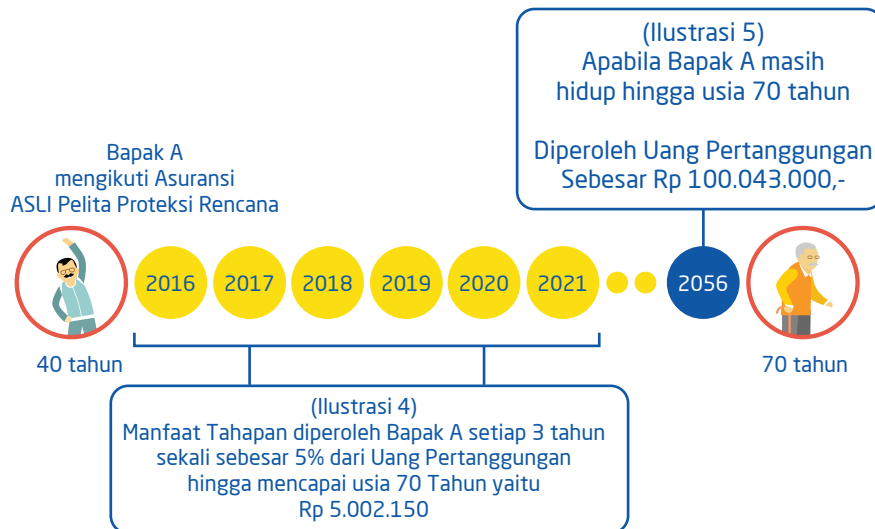 (Ilustrasi 5)
Apabila Bapak A masih
hidup hingga usia 70 tahun
Diperoleh Uang Pertanggungan
Sebesar Rp 100.043.000,-
Bapak A
mengikuti Asuransi
ASLI Pelita Proteksi Rencana
2016 2017 2018 2019 2020 2021 2056
40 tahun
70 tahun
(Ilustrasi 4)
Manfaat Tahapan diperoleh Bapak A setiap 3 tahun
sekali sebesar 5% dari Uang Pertanggungan
hingga mencapai usia 70 Tahun yaitu
Rp 5.002.150